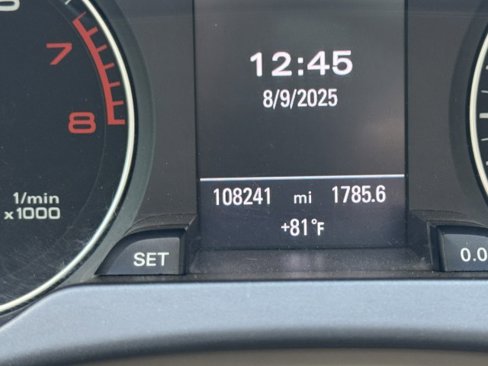 12:45
8/9/2025
7
8
1/min
x1000
108241 mi 1785.6
+81°F
SET
0.0